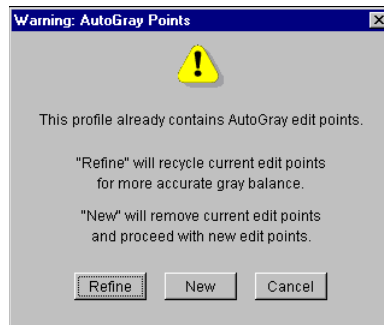 Warning: AutoGray Points
This profile already contains AutoGray edit points.
"Refine" will recycle current edit points
for more accurate gray balance.
"New" will remove current edit points
and proceed with new edit points.
Refine New Cancel